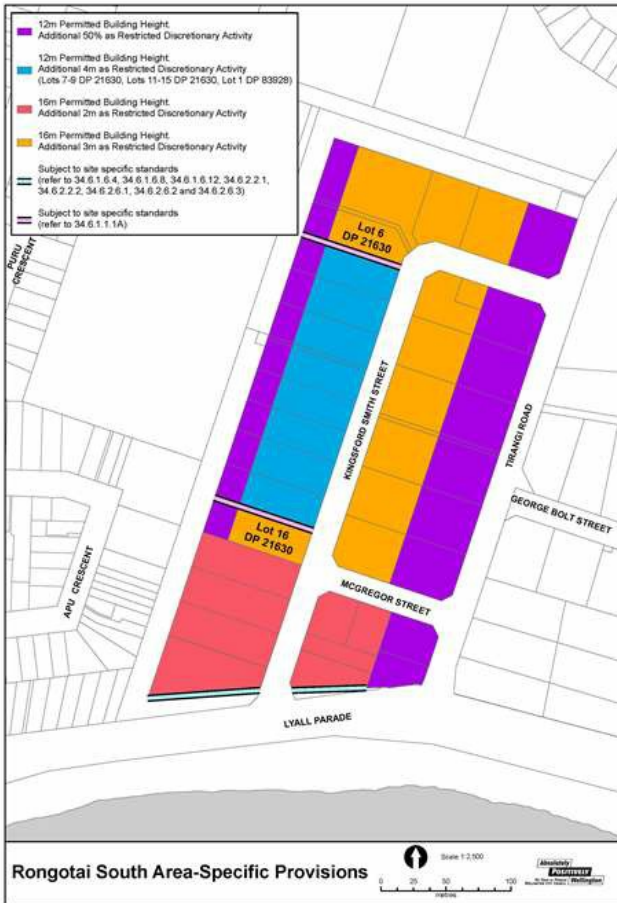 12m Permitted Building Height
Additional 50% as Restricted Discretionary Activity
12m Permitted Building Height
Additional 4m as Restricted Discretionary Activity
(Lots 7-9 DP 21630, Lots 11-15 DP 21630, Lot 1 DP 83928)
16m Permitted Building Height
Additional 2m as Restricted Discretionary Activity
16m Permitted Building Height
Additional 3m as Restricted Discretionary Activity
Subject to site specific standards
(refer to 34.6.1.6.4, 34.6.1.6.8, 34.6.1.6.12, 34.6.2.2.1,
34.6.2.2.2, 34.6.2.6.1, 34.6.2.6.2 and 34.6.2.6.3)
Subject to site specific standards
(refer to 34.6.1.1.1A)
PURU
CRESCENT
Lot 6
DP 21630
KINGSFORD SMITH STREET
TIRANGI ROAD
GEORGE BOLT STREET
Lot 16
DP 21630
APU CRESCENT
MCGREGOR STREET
LYALL PARADE
Rongotai South Area-Specific Provisions
Scale 1:2,500
0 25 50 100
metres
Absolutely
POSITIVELY
Wellington